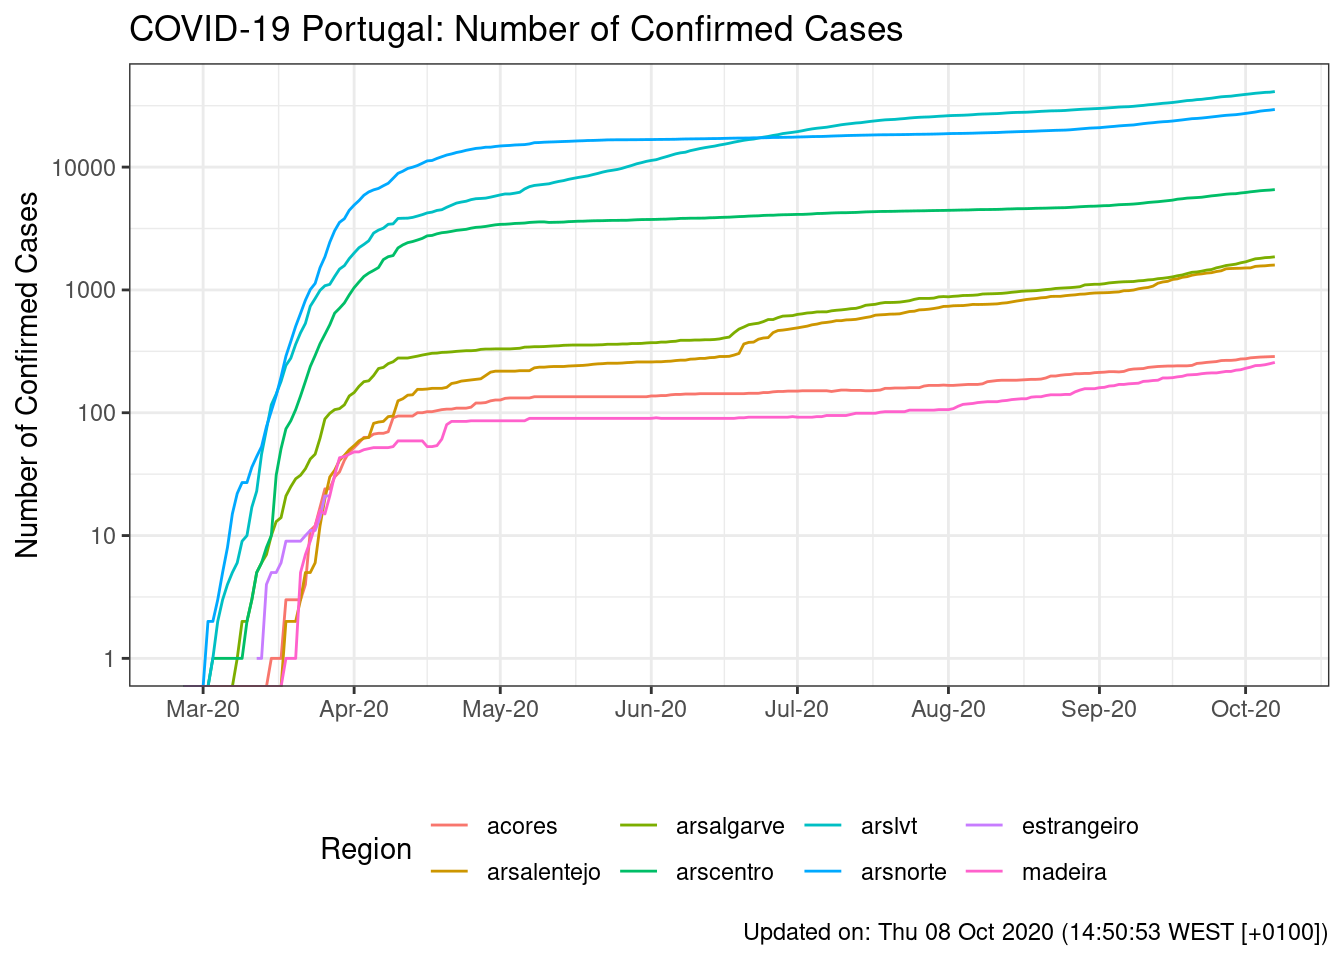 COVID-19 Portugal: Number of Confirmed Cases
Number of Confirmed Cases
10000
1000
100
10
1
Mar-20 Apr-20 May-20 Jun-20 Jul-20 Aug-20 Sep-20 Oct-20
Region
acores arsalgarve arslvt estrangeiro
arsalentejo arscentro arsnorte madeira
Updated on: Thu 08 Oct 2020 (14:50:53 WEST [+0100])